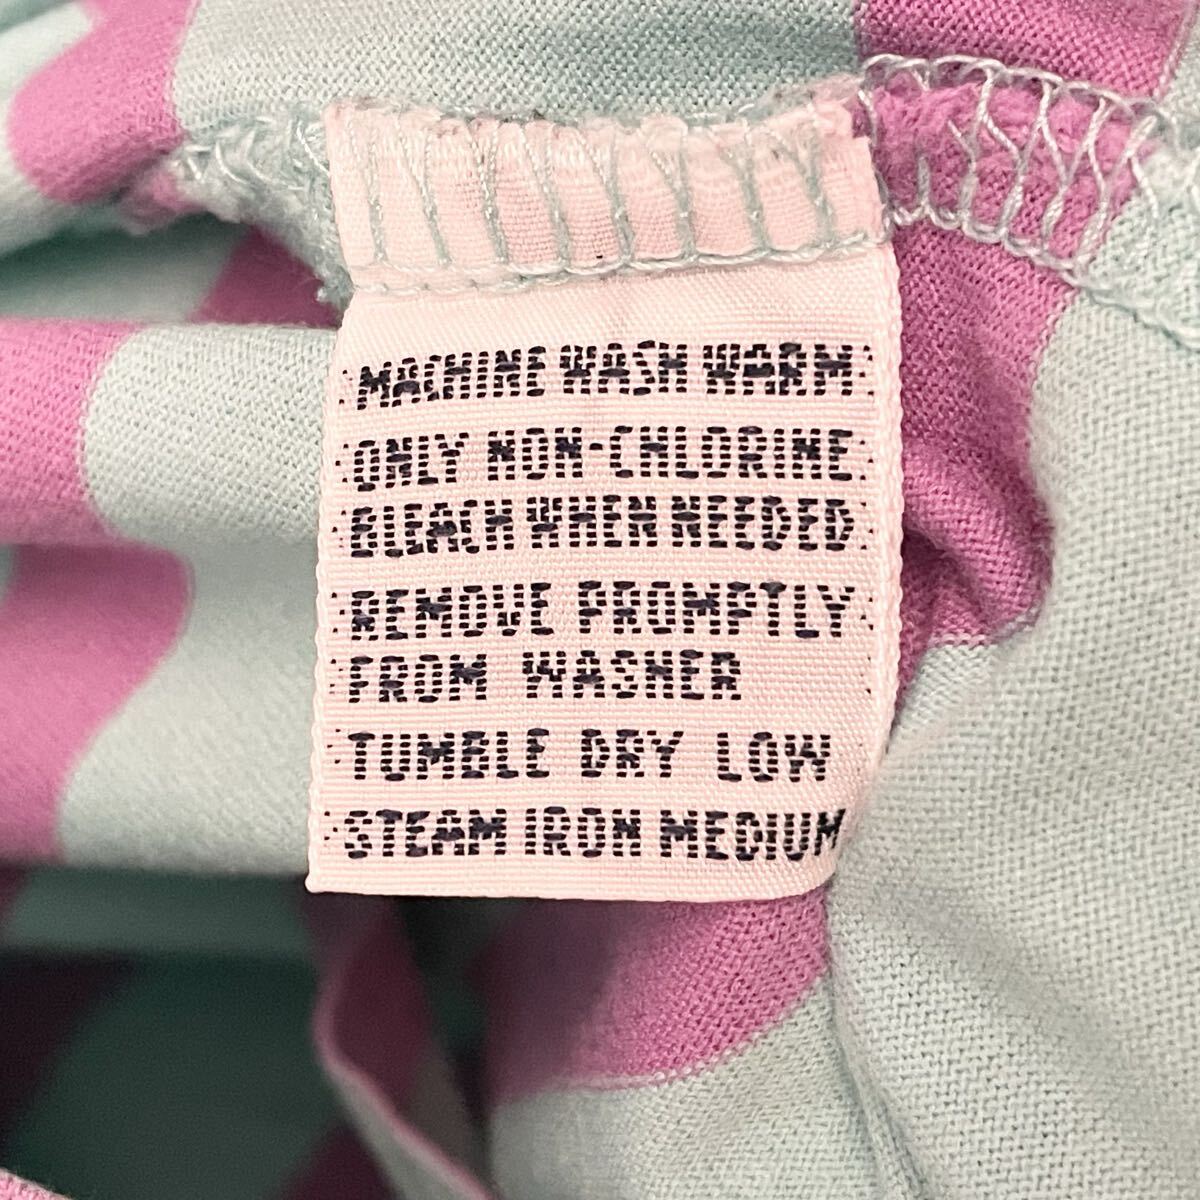 MACHINE WASH WARM
ONLY NON-CHLORINE
BLEACH WHEN NEEDED
REMOVE PROMPTLY
FROM WASHER
TUMBLE DRY LOW
STEAM IRON MEDIUM